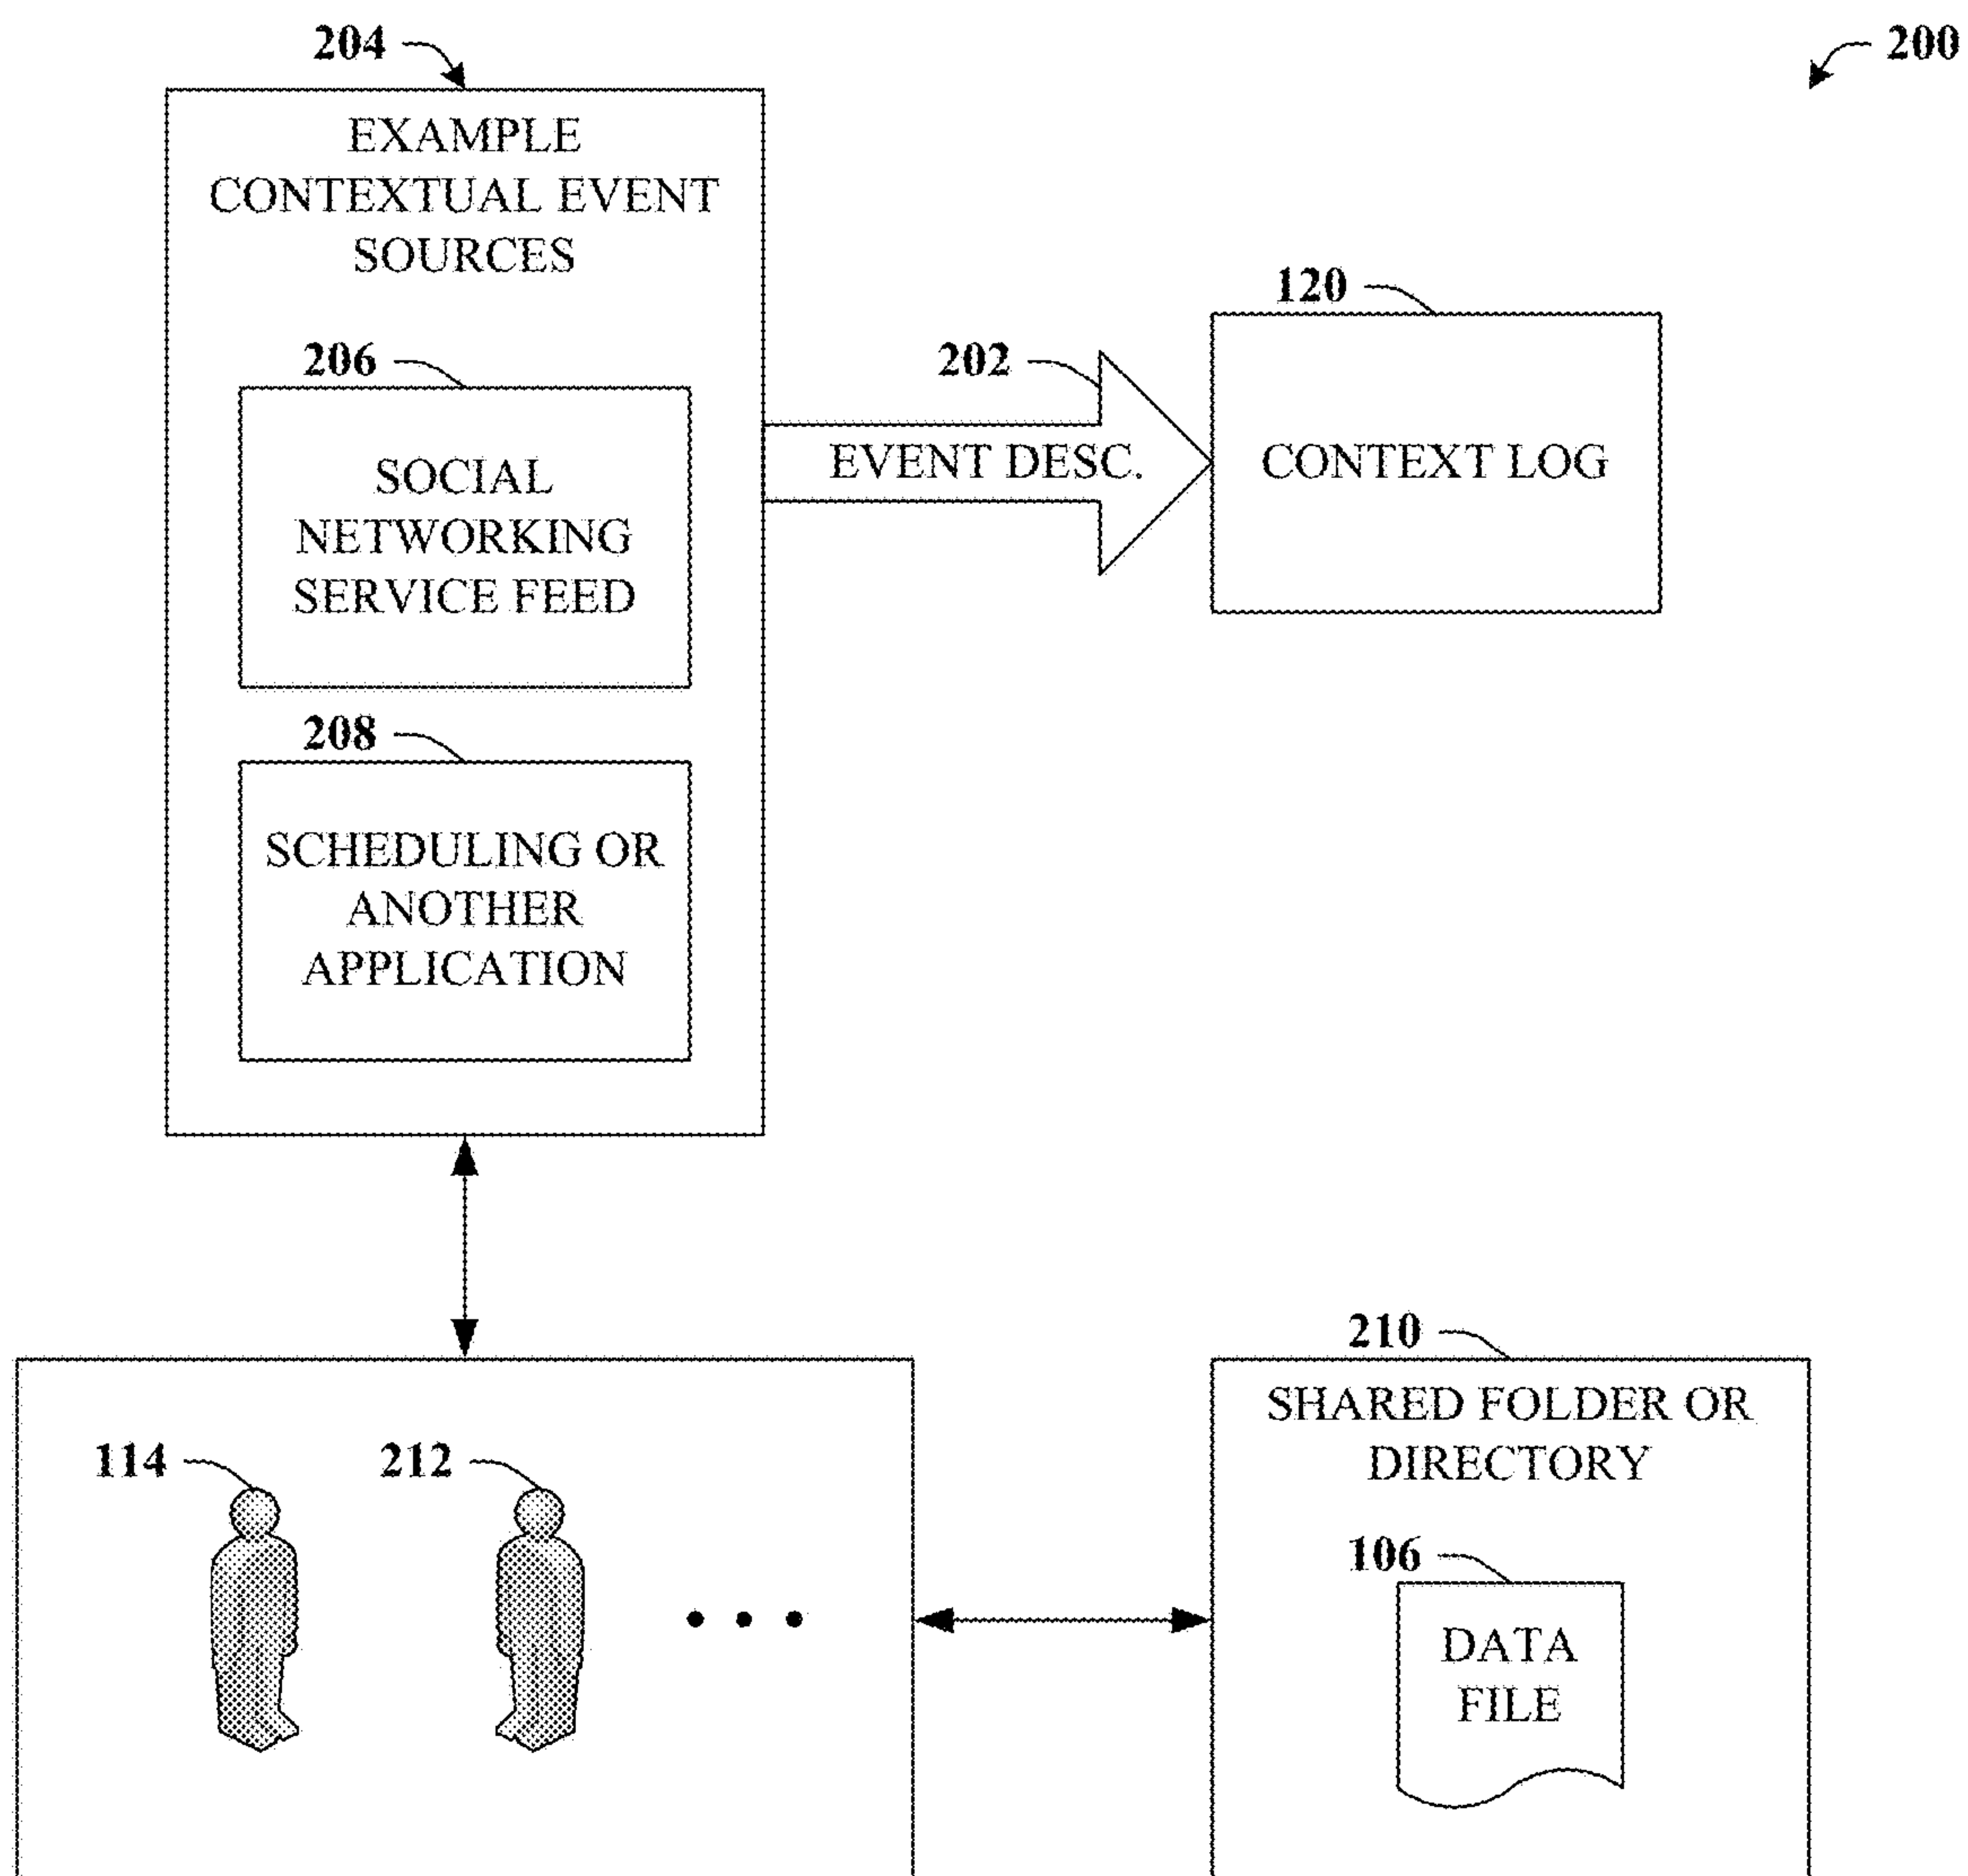 204
200
EXAMPLE
CONTEXTUAL EVENT
SOURCES
120
206
202
SOCIAL
NETWORKING
SERVICE FEED
EVENT DESC.
CONTEXT LOG
208
SCHEDULING OR
ANOTHER
APPLICATION
210
SHARED FOLDER OR
DIRECTORY
114
212
106
DATA
FILE